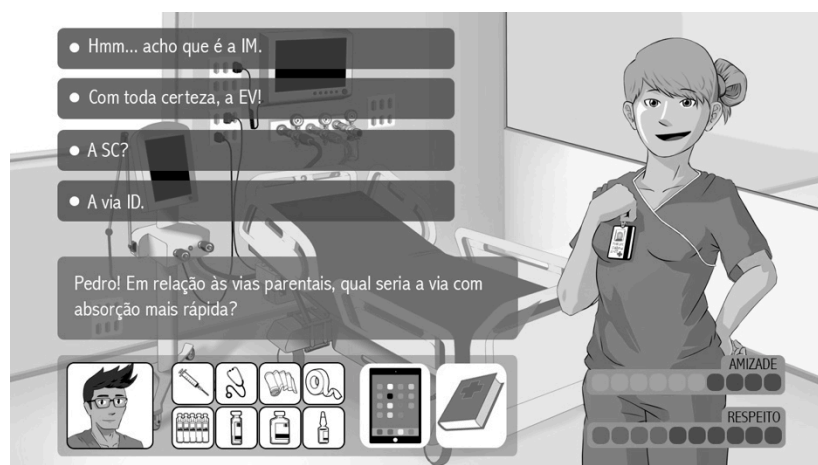 Hmm... acho que é a IM.
Com toda certeza, a EV!
A SC?
A via ID.
Pedro! Em relação às vias parentais, qual seria a via com
absorção mais rápida?
AMIZADE
RESPEITO